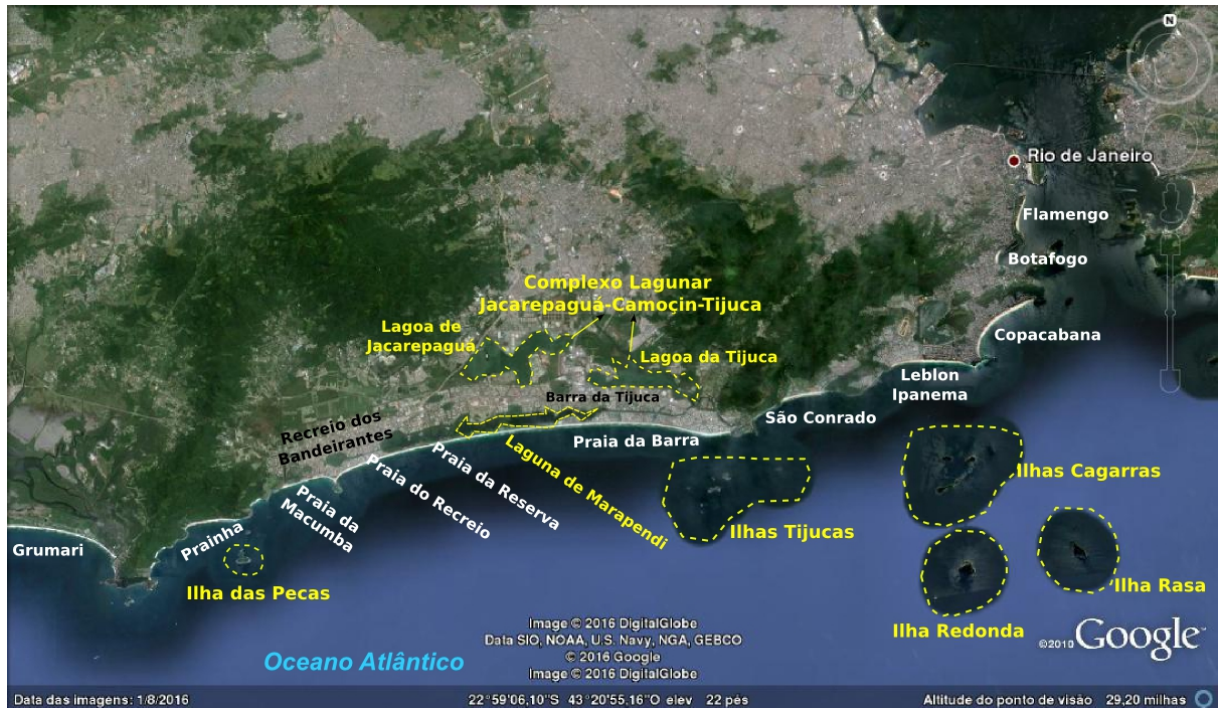 N
Rio de Janeiro
Flamengo
Botafogo
Complexo Lagunar
Jacarepaguá-Camoçin-Tijuca
Lagoa de
Jacarepaguá
Copacabana
Lagoa da Tijuca
Leblon
Ipanema
Barra da Tijuca
São Conrado
Recreio dos
Bandeirantes
Praia da Barra
Laguna de Marapendi
Praia da Reserva
Praia do Recreio
Praia da
Macumba
Prainha
Grumari
Ilha das Pecas
Ilhas Tijucas
Ilhas Cagarras
Ilha Rasa
Ilha Redonda
Oceano Atlântico
Image © 2016 DigitalGlobe
Data SIO, NOAA, U.S. Navy, NGA, GEBCO
© 2016 Google
Image © 2016 DigitalGlobe
©2010 Google™
Data das imagens: 1/8/2016
22°59'06,10"S 43°20'55,16"O elev 22 pés
Altitude do ponto de visão 29,20 milhas